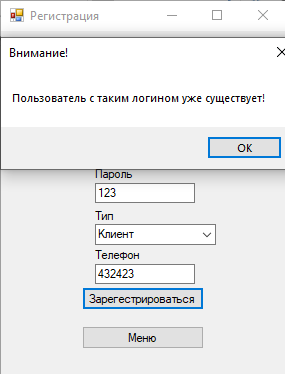 Регистрация
Внимание!
Пользователь с таким логином уже существует!
OK
Пароль
123
Тип
Клиент
Телефон
432423
Зарегестрироваться
Меню